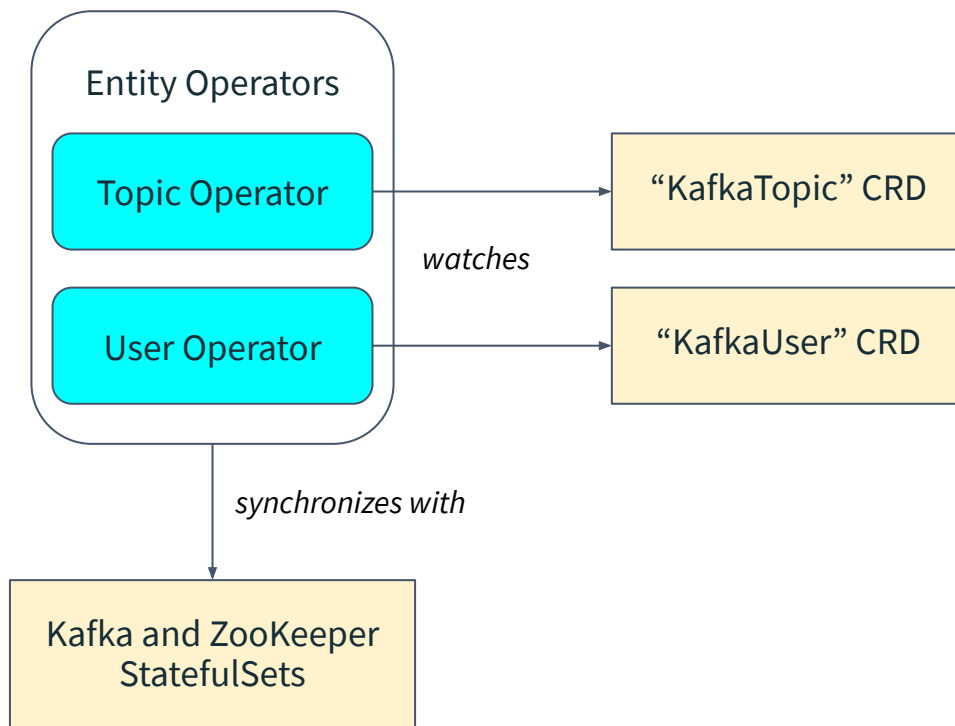 Entity Operators
Topic Operator
“KafkaTopic” CRD
watches
User Operator
“KafkaUser” CRD
synchronizes with
Kafka and ZooKeeper
StatefulSets